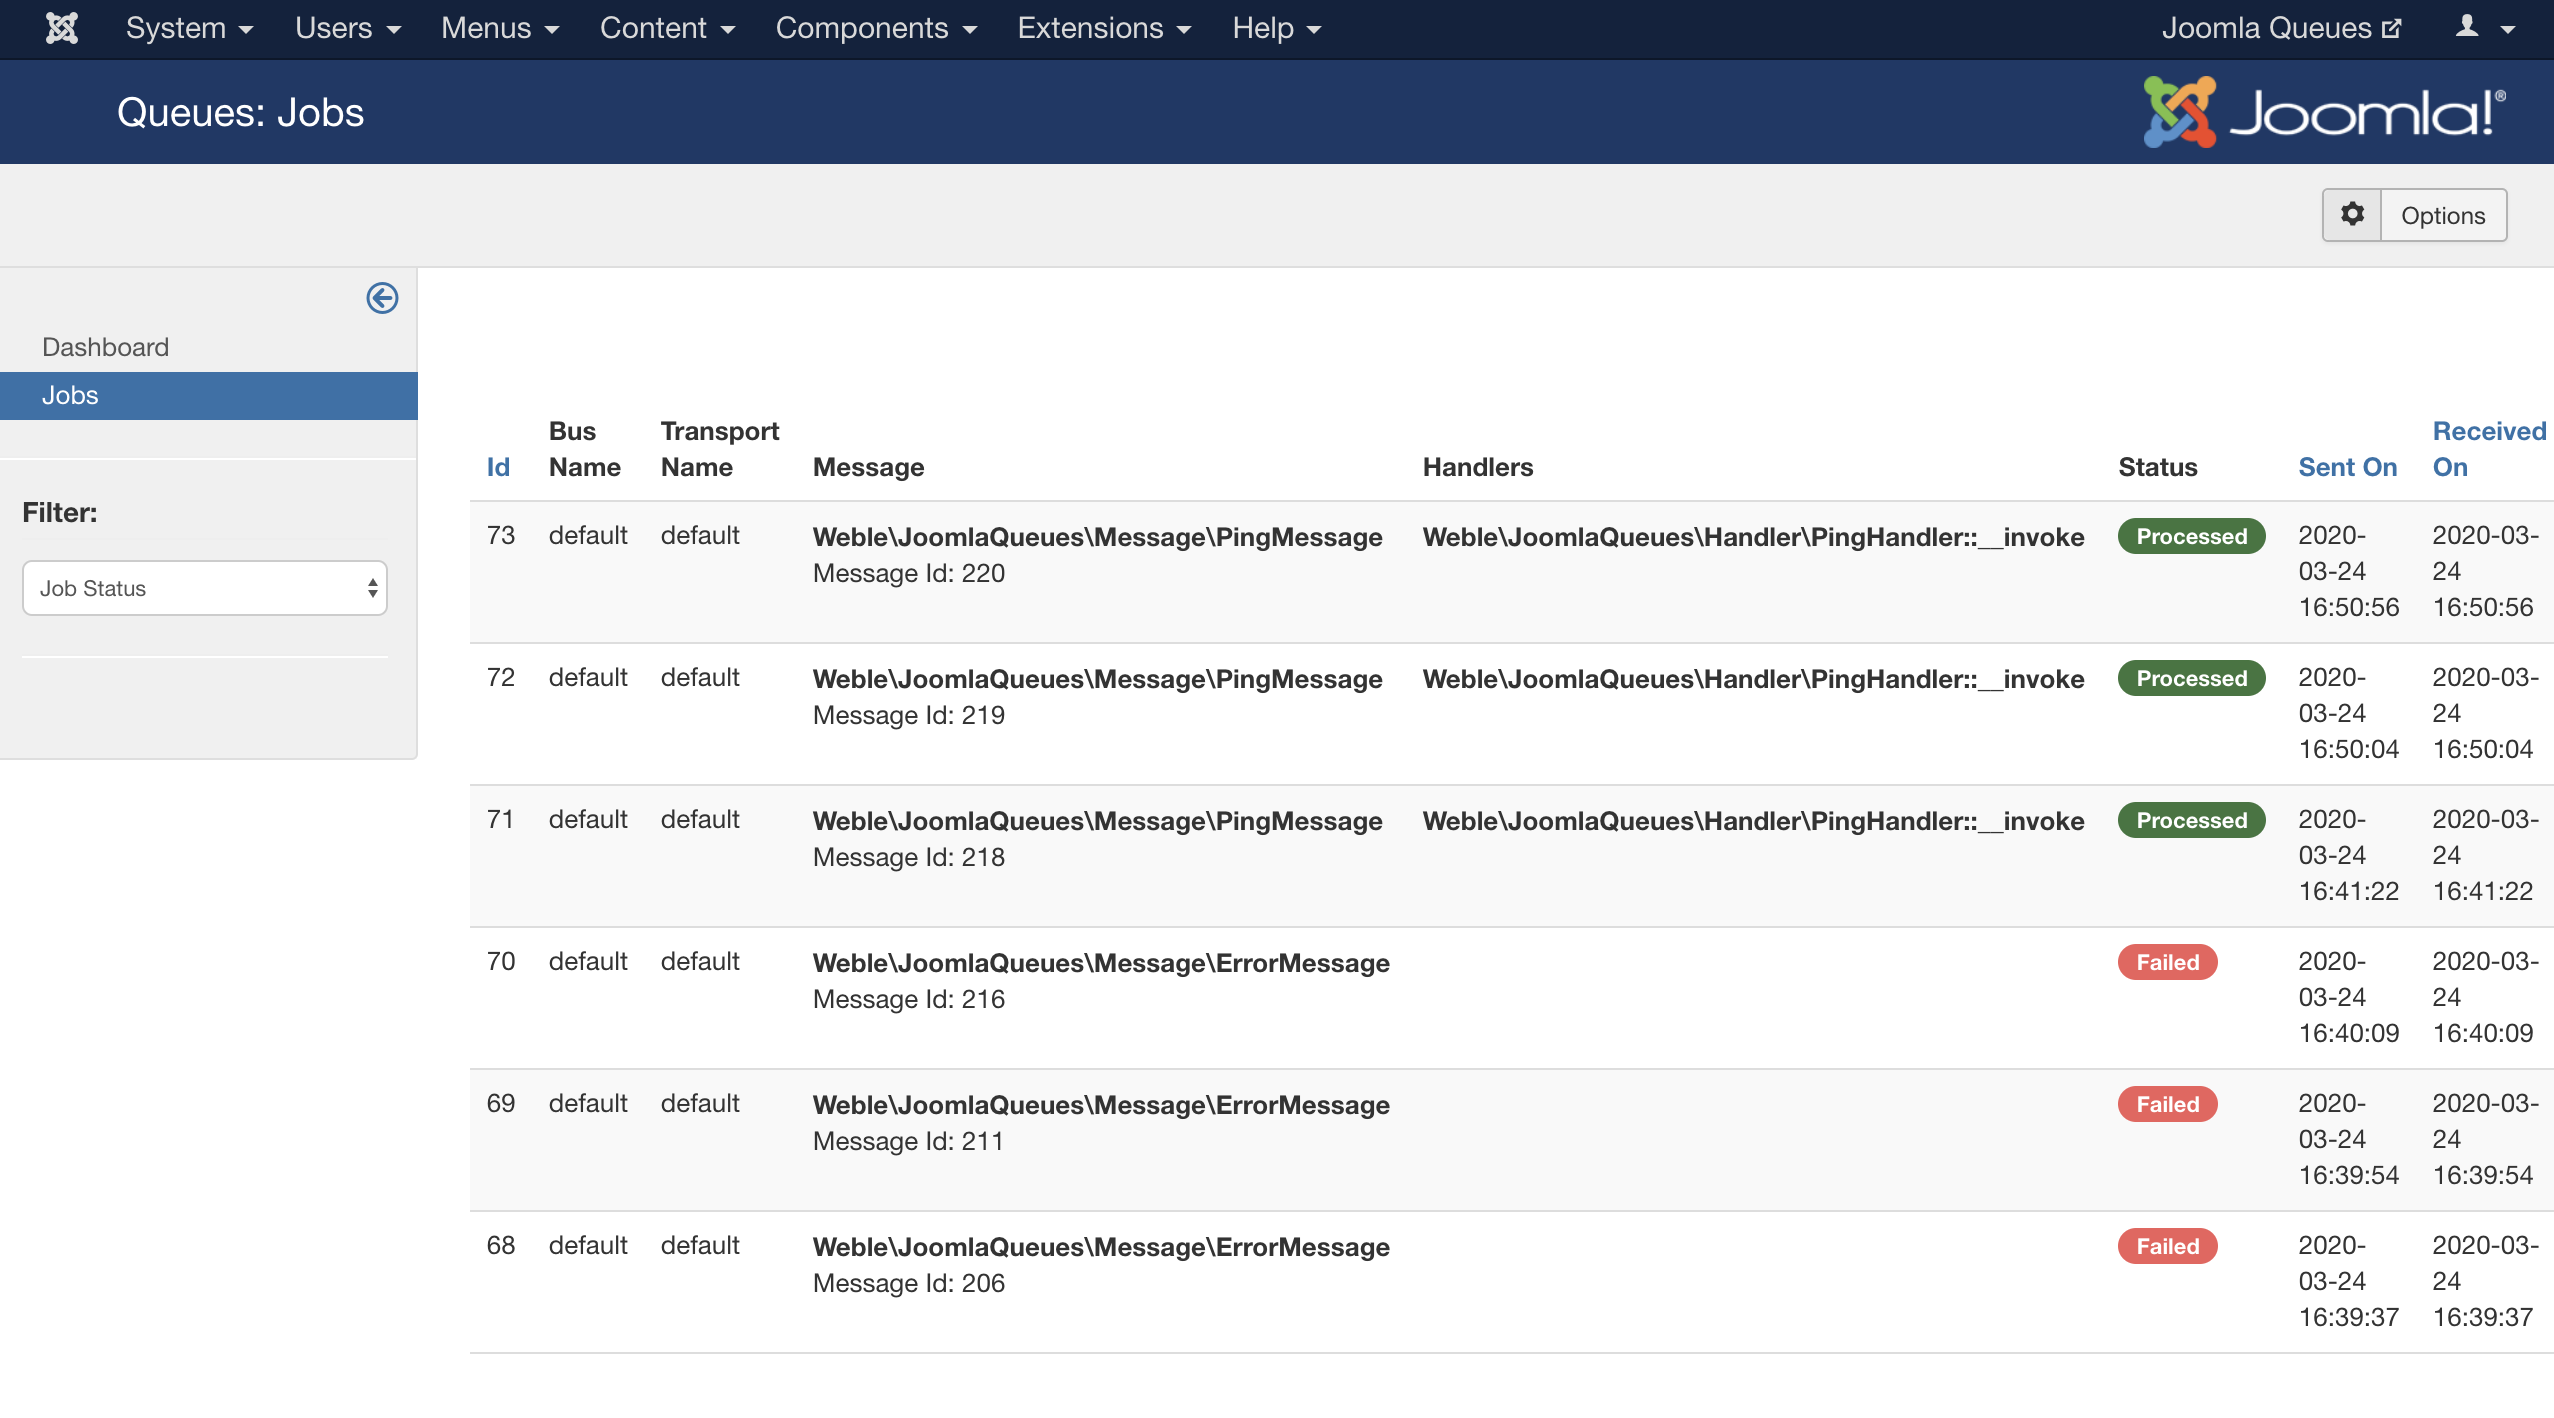 System Users Menus Content Components Extensions Help Joomla Queues
Queues: Jobs
Joomla!®
Options
Dashboard
Jobs
Filter:
Job Status
Id Bus Name Transport Name Message Handlers Status Sent On Received On
73 default default Weble\JoomlaQueues\Message\PingMessage Weble\JoomlaQueues\Handler\PingHandler::__invoke Processed 2020- 2020-03-
Message Id: 220 03-24 24
16:50:56 16:50:56
72 default default Weble\JoomlaQueues\Message\PingMessage Weble\JoomlaQueues\Handler\PingHandler::__invoke Processed 2020- 2020-03-
Message Id: 219 03-24 24
16:50:04 16:50:04
71 default default Weble\JoomlaQueues\Message\PingMessage Weble\JoomlaQueues\Handler\PingHandler::__invoke Processed 2020- 2020-03-
Message Id: 218 03-24 24
16:41:22 16:41:22
70 default default Weble\JoomlaQueues\Message\ErrorMessage Failed 2020- 2020-03-
Message Id: 216 03-24 24
16:40:09 16:40:09
69 default default Weble\JoomlaQueues\Message\ErrorMessage Failed 2020- 2020-03-
Message Id: 211 03-24 24
16:39:54 16:39:54
68 default default Weble\JoomlaQueues\Message\ErrorMessage Failed 2020- 2020-03-
Message Id: 206 03-24 24
16:39:37 16:39:37